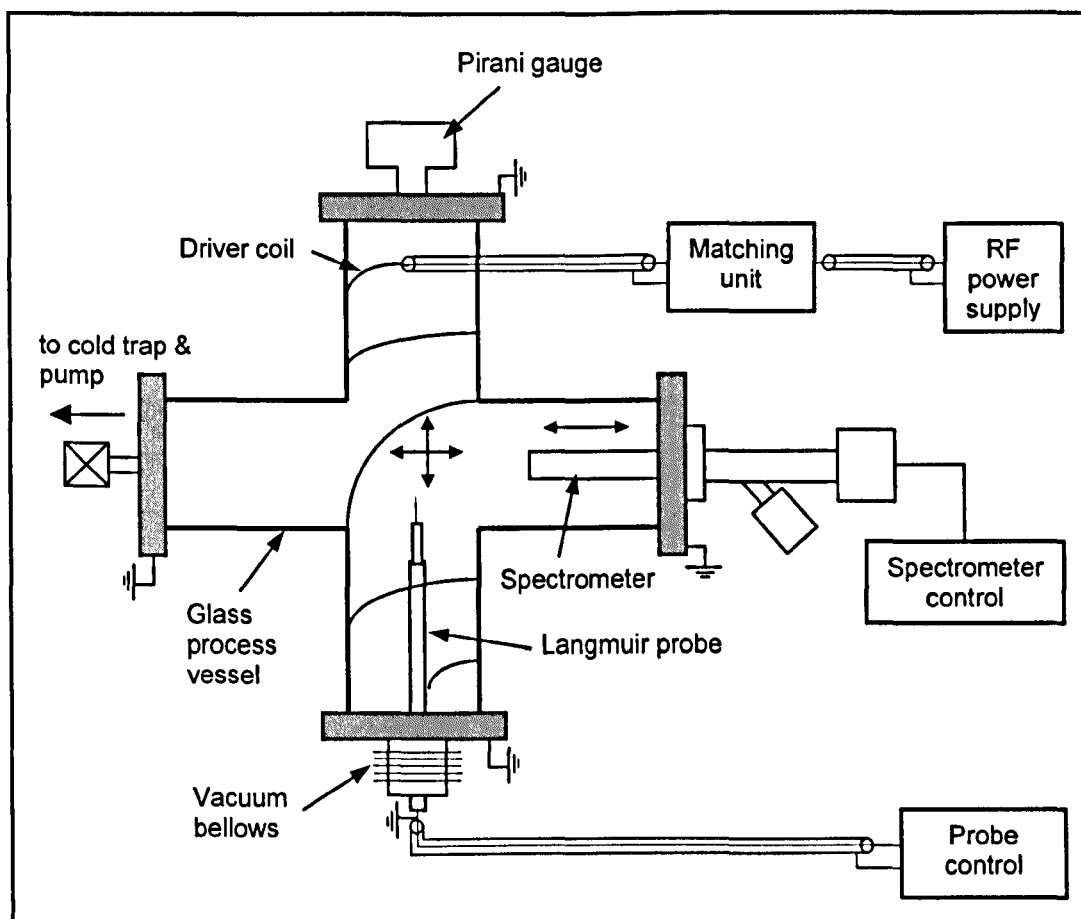 Pirani gauge
Driver coil
Matching
unit
RF
power
supply
to cold trap &
pump
Spectrometer
Spectrometer
control
Glass
process
vessel
Langmuir probe
Vacuum
bellows
Probe
control